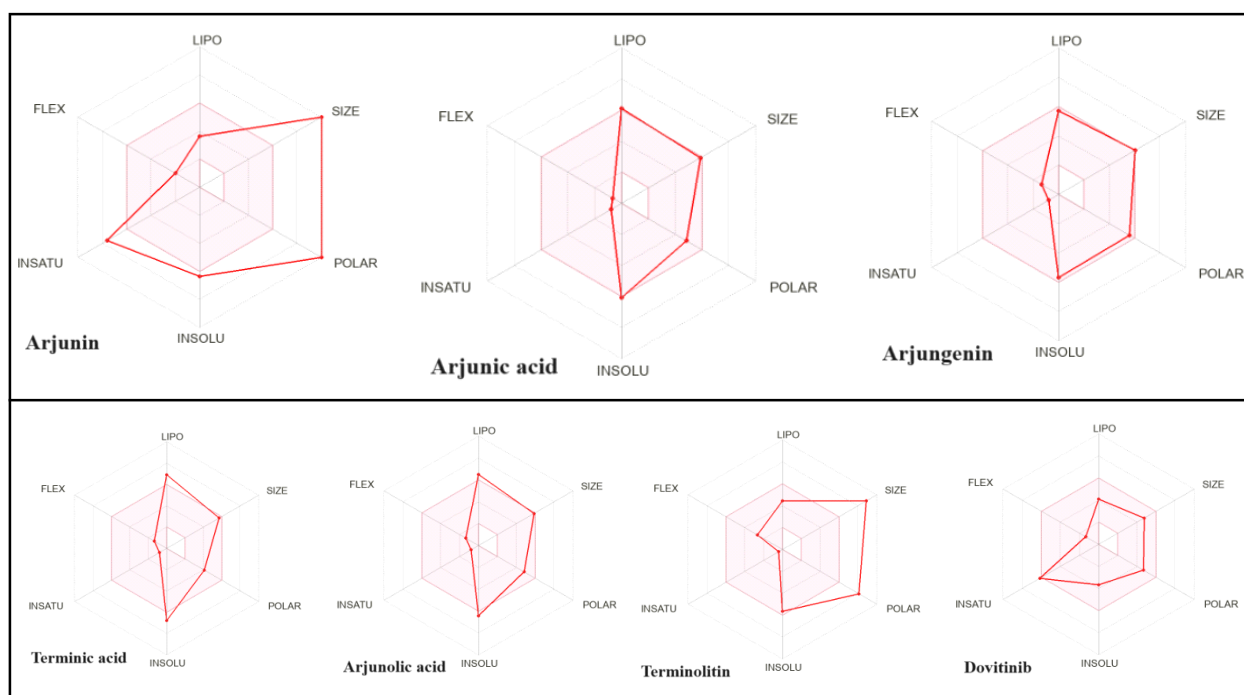 LIPO
FLEX
SIZE
INSATU
POLAR
INSOLU
Arjunin
LIPO
FLEX
SIZE
INSATU
POLAR
INSOLU
Arjunic acid
LIPO
FLEX
SIZE
INSATU
POLAR
INSOLU
Arjungenin
LIPO
FLEX
SIZE
INSATU
POLAR
INSOLU
Terminic acid
LIPO
FLEX
SIZE
INSATU
POLAR
INSOLU
Arjunolic acid
LIPO
FLEX
SIZE
INSATU
POLAR
INSOLU
Terminolitin
LIPO
FLEX
SIZE
INSATU
POLAR
INSOLU
Dovitinib